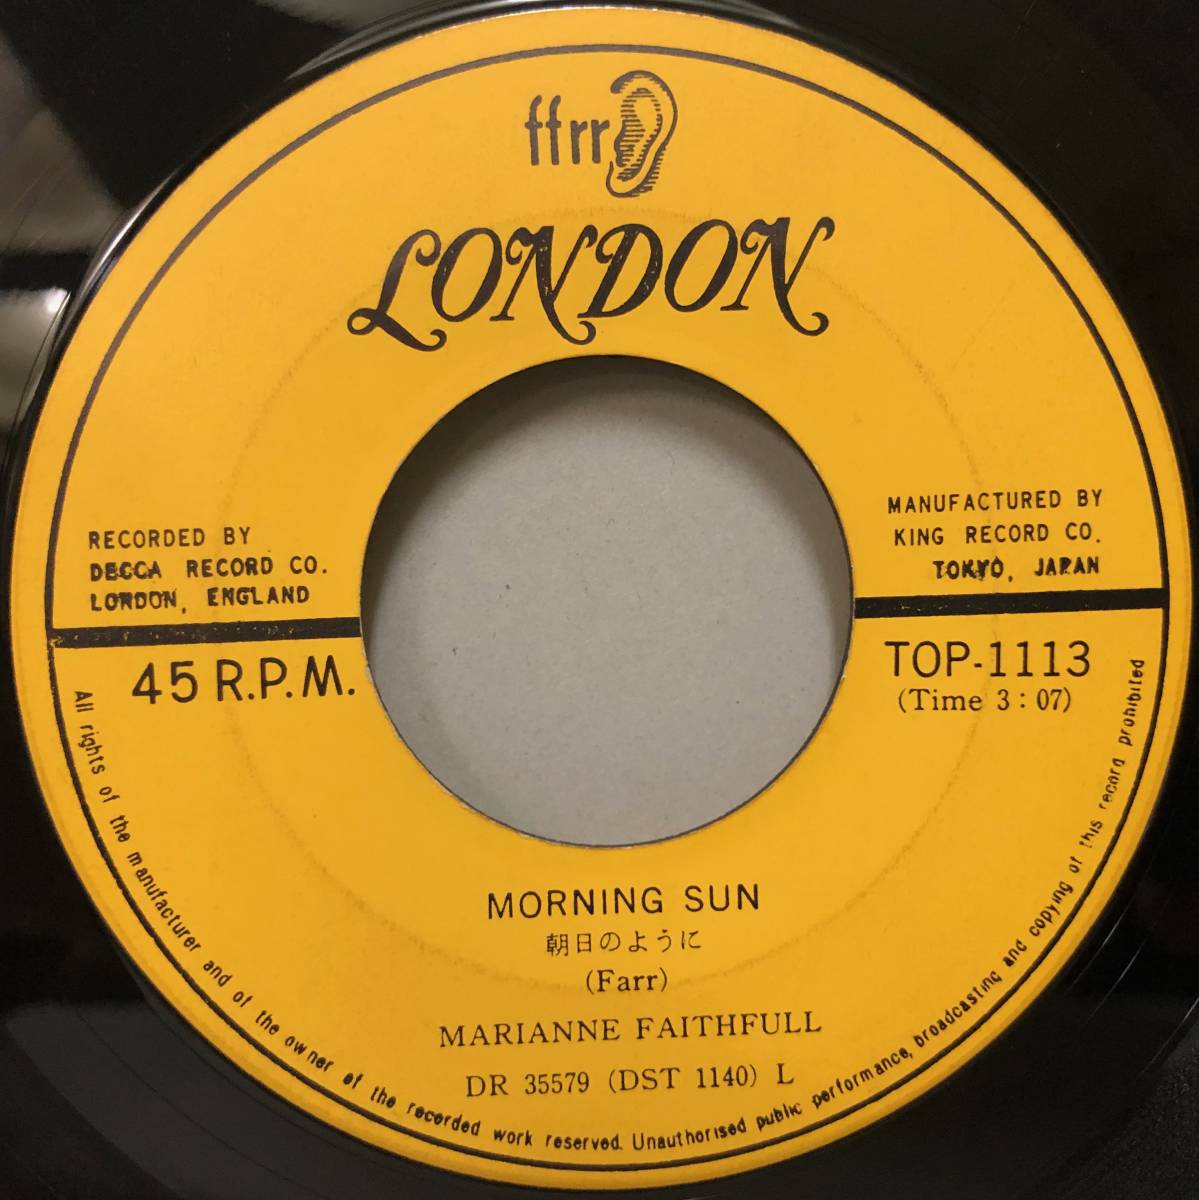 ffrr
LONDON
RECORDED BY
DECCA RECORD CO.
LONDON, ENGLAND
MANUFACTURED BY
KING RECORD CO.
TOKYO, JAPAN
45 R.P.M.
TOP-1113
(Time 3:07)
MORNING SUN
朝日のように
(Farr)
MARIANNE FAITHFULL
DR 35579 (DST 1140) L
All rights of the manufacturer and of the owner of the recorded work reserved. Unauthorised public performance, broadcasting and copying of this record prohibited